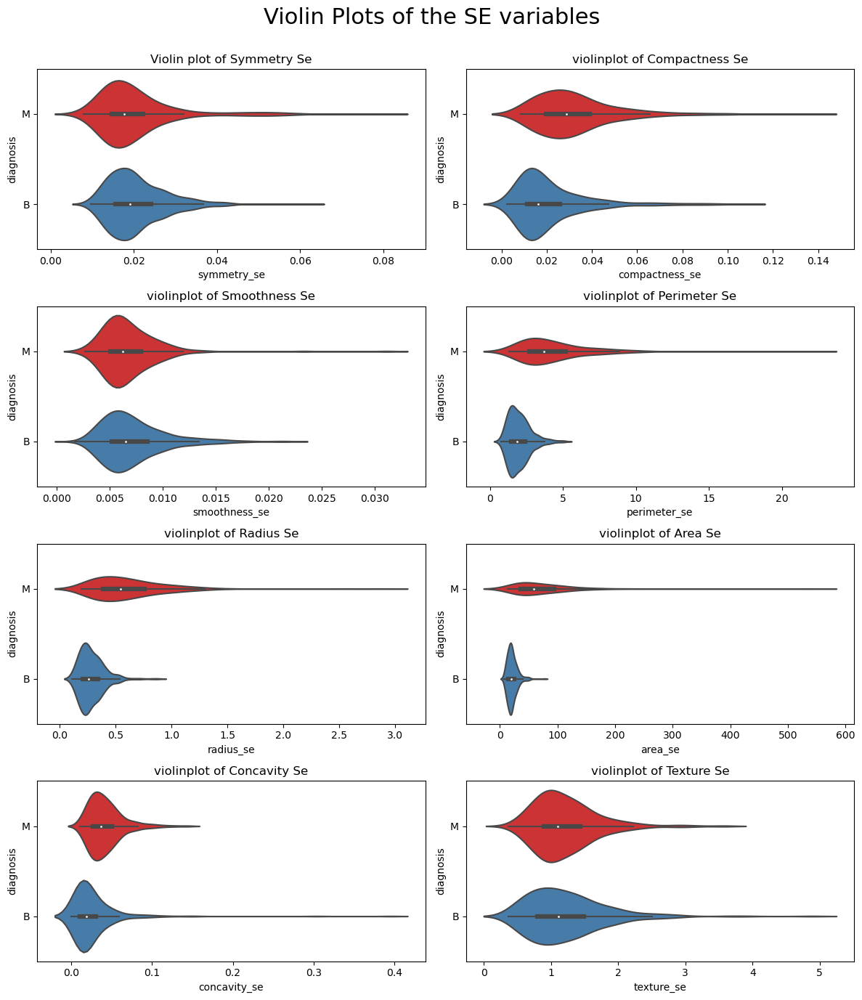 Violin Plots of the SE variables
Violin plot of Symmetry Se
diagnosis
M
B
0.00 0.02 0.04 0.06 0.08
symmetry_se
violinplot of Compactness Se
diagnosis
M
B
0.00 0.02 0.04 0.06 0.08 0.10 0.12 0.14
compactness_se
violinplot of Smoothness Se
diagnosis
M
B
0.000 0.005 0.010 0.015 0.020 0.025 0.030
smoothness_se
violinplot of Perimeter Se
diagnosis
M
B
0 5 10 15 20
perimeter_se
violinplot of Radius Se
diagnosis
M
B
0.0 0.5 1.0 1.5 2.0 2.5 3.0
radius_se
violinplot of Area Se
diagnosis
M
B
0 100 200 300 400 500 600
area_se
violinplot of Concavity Se
diagnosis
M
B
0.0 0.1 0.2 0.3 0.4
concavity_se
violinplot of Texture Se
diagnosis
M
B
0 1 2 3 4 5
texture_se